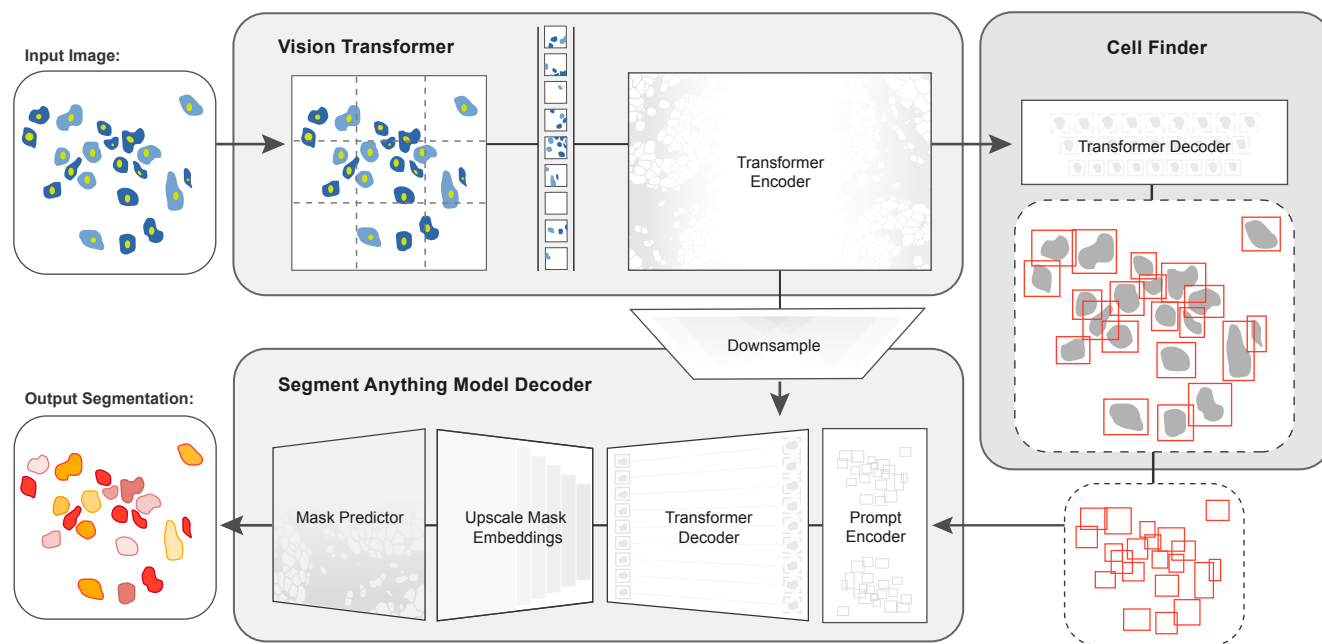 Input Image:
Vision Transformer
Transformer
Encoder
Cell Finder
Transformer Decoder
Downsample
Segment Anything Model Decoder
Prompt
Encoder
Transformer
Decoder
Upscale Mask
Embeddings
Mask Predictor
Output Segmentation: